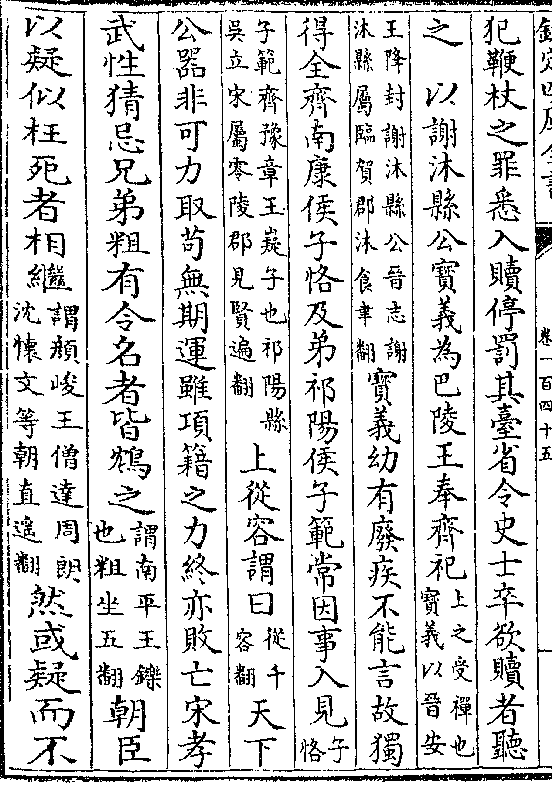 欽定四庫全書
卷一百四十五
犯鞭杖之罪悉入贖停罰其臺省令史士卒欲贖者聽
之　以謝沐縣公寶義為巴陵王奉齊祀上之受禪也寶義以晉安
王降封謝沐縣公晉志謝沐縣屬臨賀郡沐食聿翻寶義幼有廢疾不能言故獨
得全齊南康侯子恪及弟祁陽侯子範常因事入見子恪
子範齊豫章王嶷子也祁陽縣吳立宋屬零陵郡見賢遍翻上從容謂曰從千容翻天下
公器非可力取苟無期運雖項籍之力終亦敗亡宋孝
武性猜忌兄弟粗有令名者皆鴆之謂南平王鑠也粗坐五翻朝臣
以疑似枉死者相繼謂顏峻王僧達周朗沈懷文等朝直遥翻然或疑而不